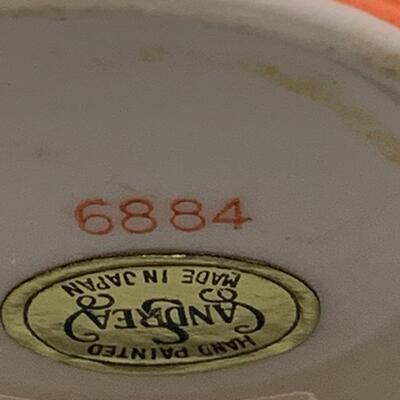 6884
HAND PAINTED
ANDREA
MADE IN JAPAN